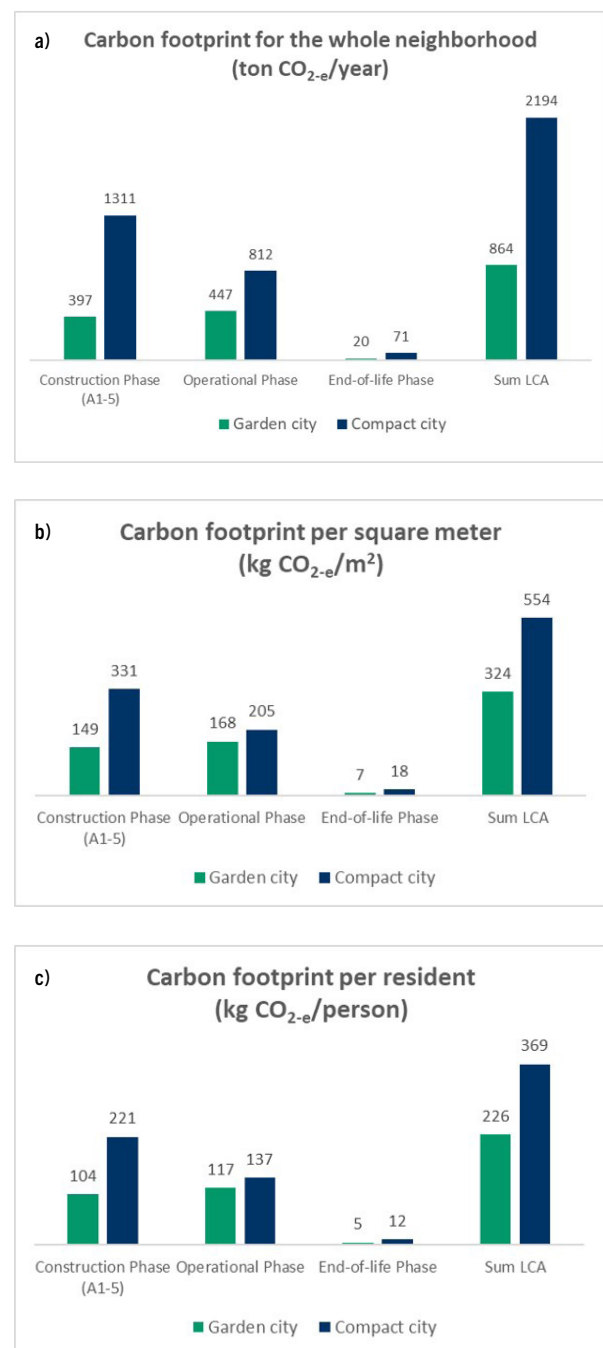 a) Carbon footprint for the whole neighborhood
(ton CO2-e/year)
2194
1311
864
812
397
447
20
71
Construction Phase
(A1-5)
Operational Phase
End-of-life Phase
Sum LCA
Garden city
Compact city
b) Carbon footprint per square meter
(kg CO2-e/m2)
554
331
324
149
168
205
7
18
Construction Phase
(A1-5)
Operational Phase
End-of-life Phase
Sum LCA
Garden city
Compact city
c) Carbon footprint per resident
(kg CO2-e/person)
369
221
226
104
117
137
5
12
Construction Phase
(A1-5)
Operational Phase
End-of-life Phase
Sum LCA
Garden city
Compact city